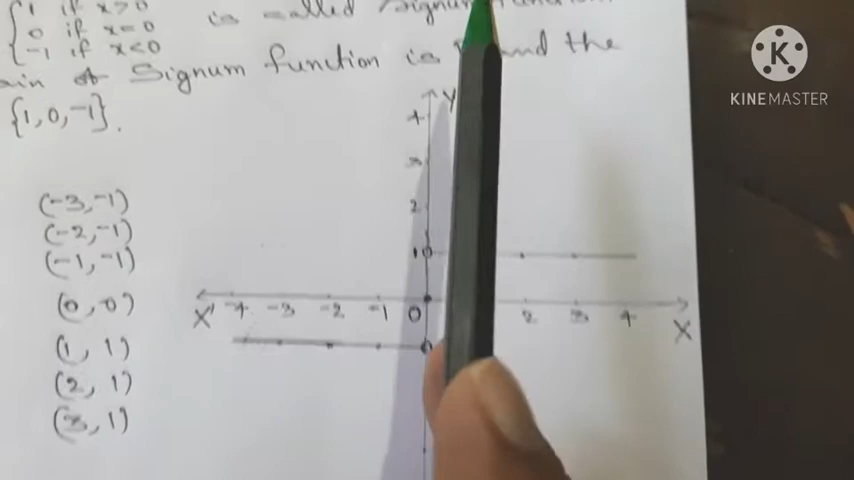 1 if x>0
0 if x=0 is called Signum function
-1 if x<0
Signum function is and the
{1, 0, -1}.
(-3, -1)
(-2, -1)
(-1, -1)
(0, 0)
(1, 1)
(2, 1)
(3, 1)
Y
4
3
2
1
X' -4 -3 -2 -1 0 2 3 4 X
K
KINEMASTER